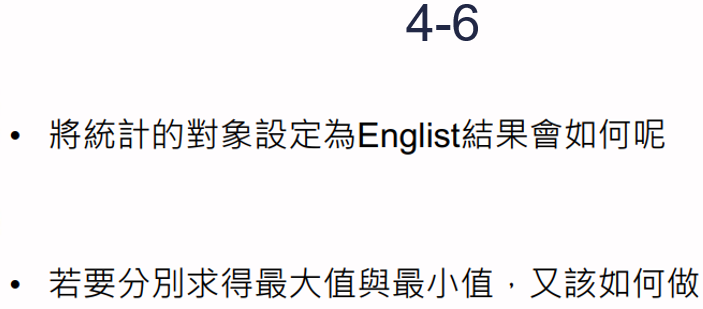 4-6
• 將統計的對象設定為Englist結果會如何呢
• 若要分別求得最大值與最小值，又該如何做